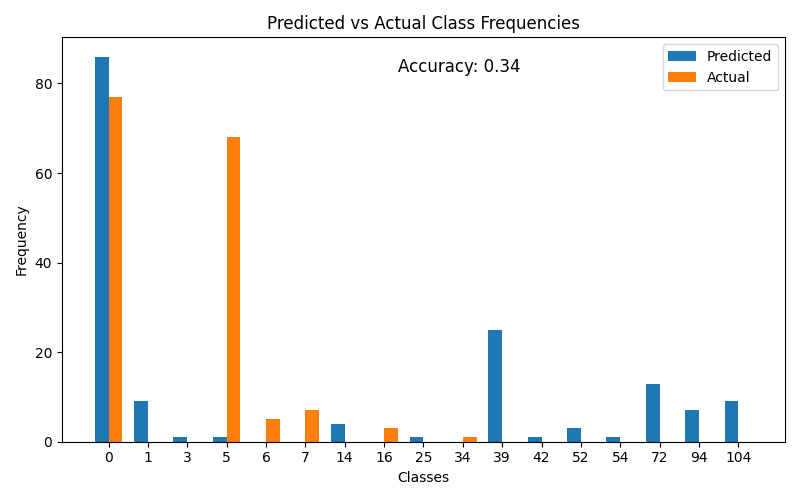 Predicted vs Actual Class Frequencies
Accuracy: 0.34
Predicted
Actual
Frequency
80
60
40
20
0
0 1 3 5 6 7 14 16 25 34 39 42 52 54 72 94 104
Classes